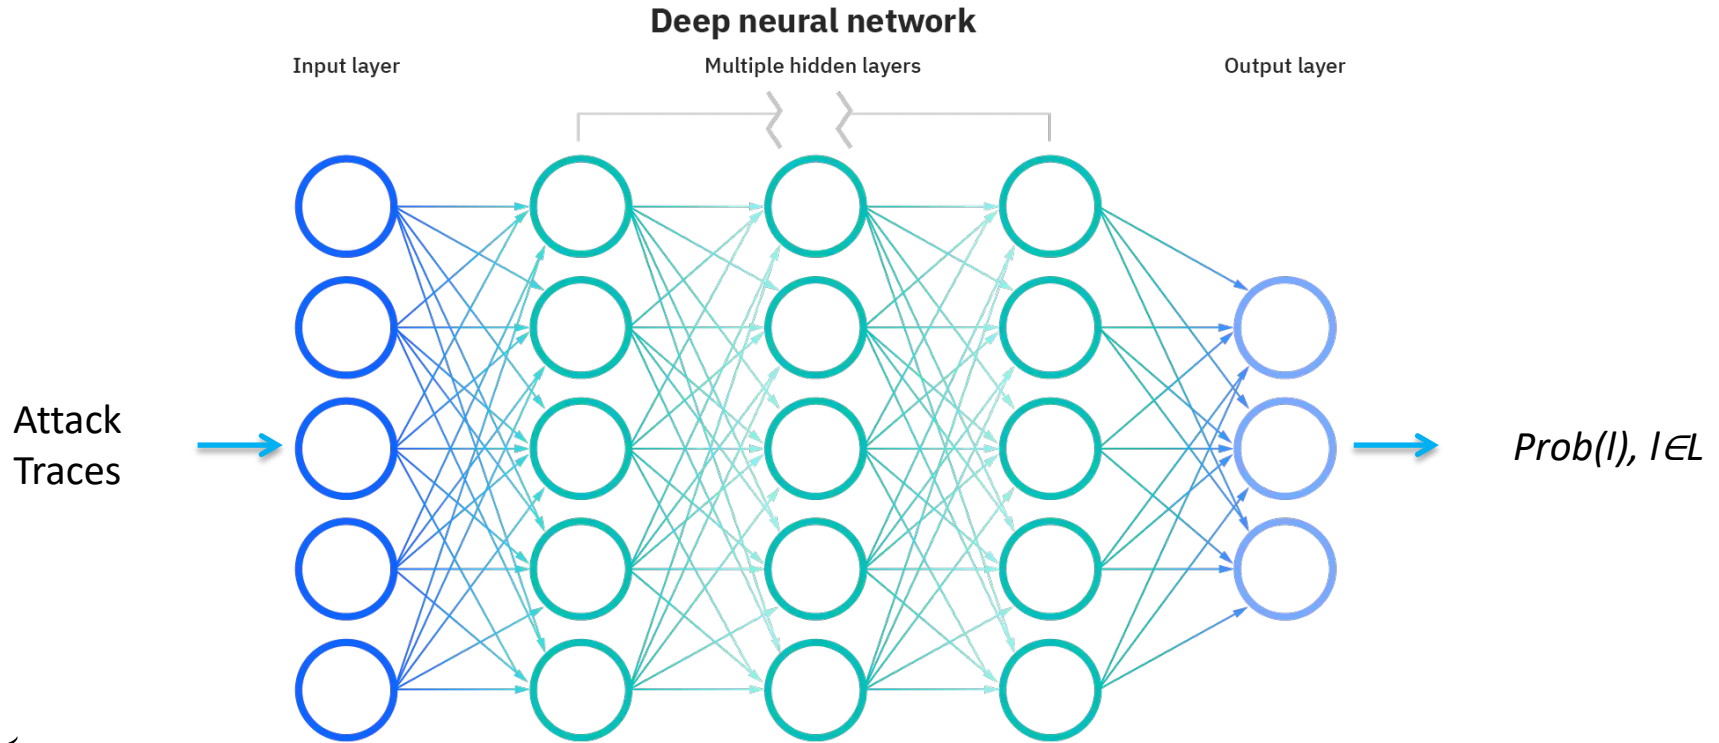 Deep neural network
Input layer
Multiple hidden layers
Output layer
Attack
Traces
Prob(l), l∈L